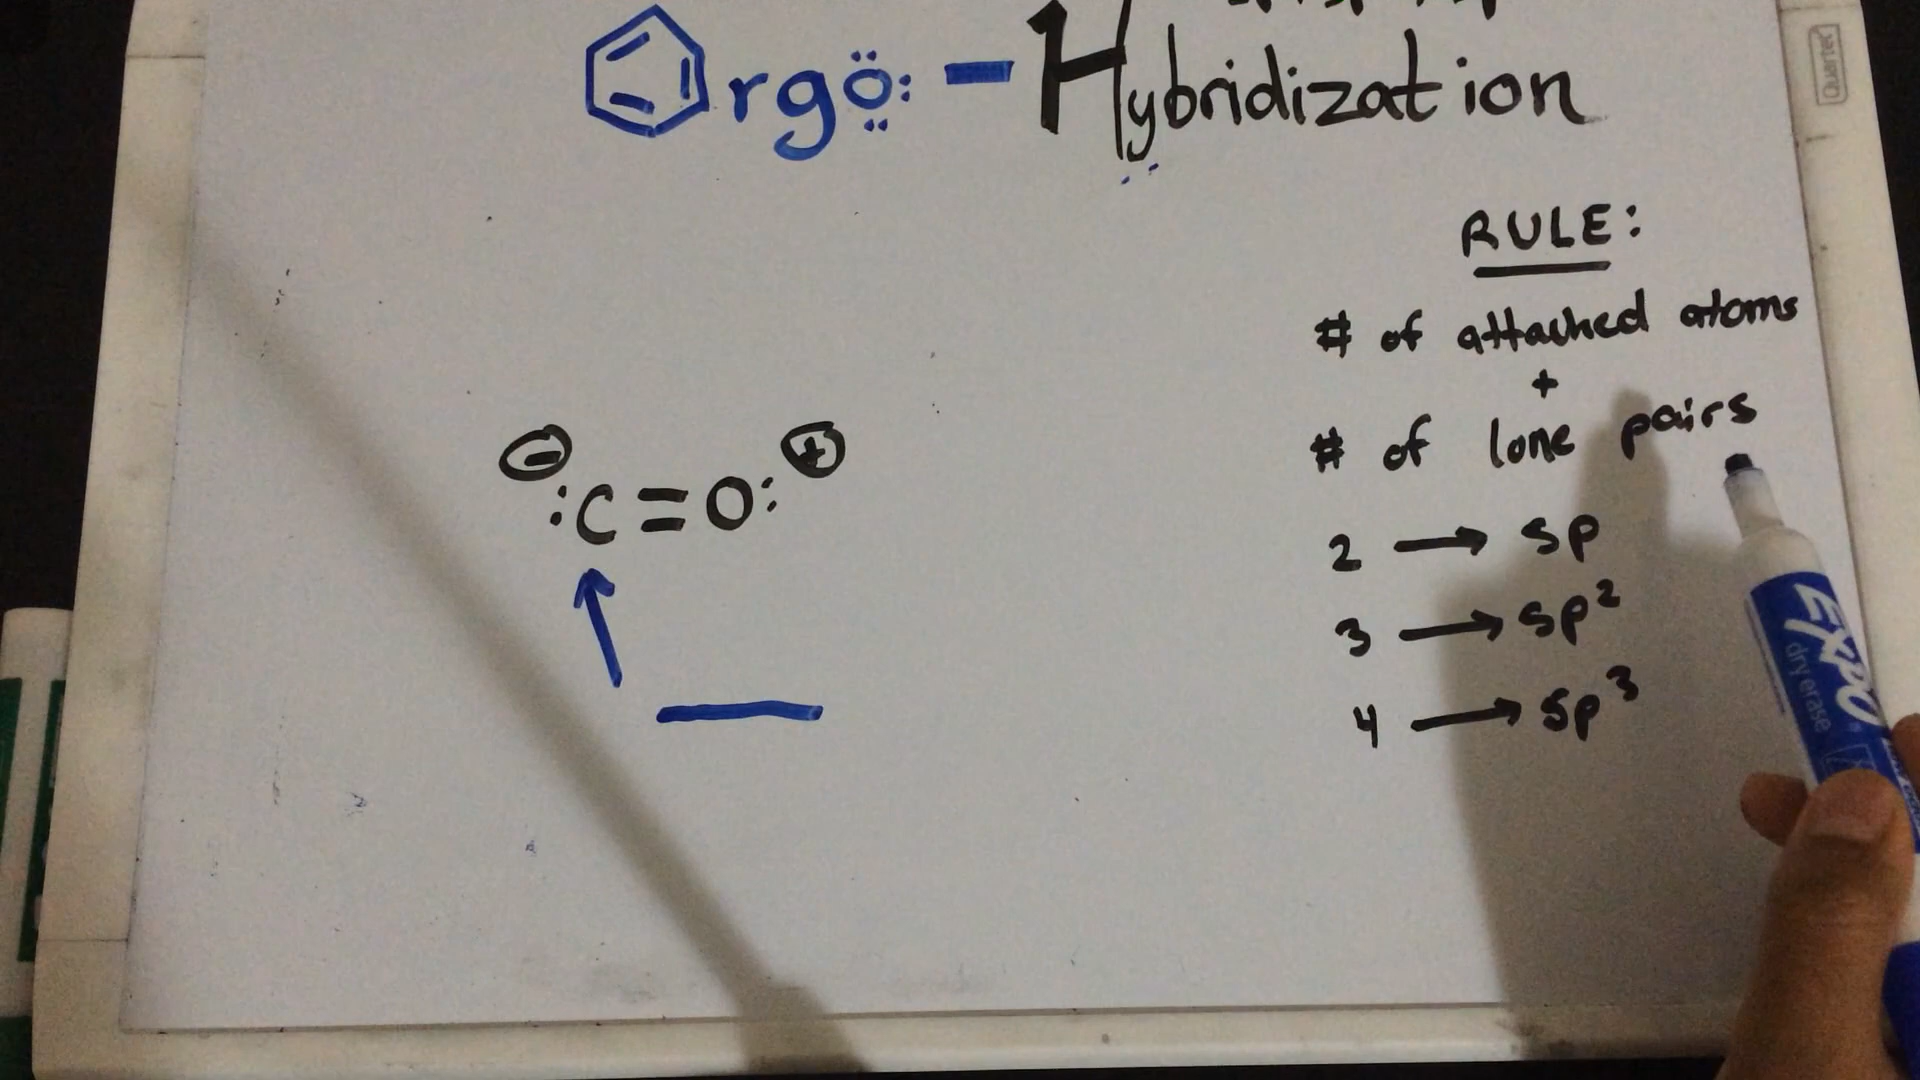 Orgo: - Hybridization
Quartet
RULE:
# of attached atoms
+
# of lone pairs
:C≡O:
⊖ ⊕
2 → sp
3 → sp²
4 → sp³
EXPO
dry erase